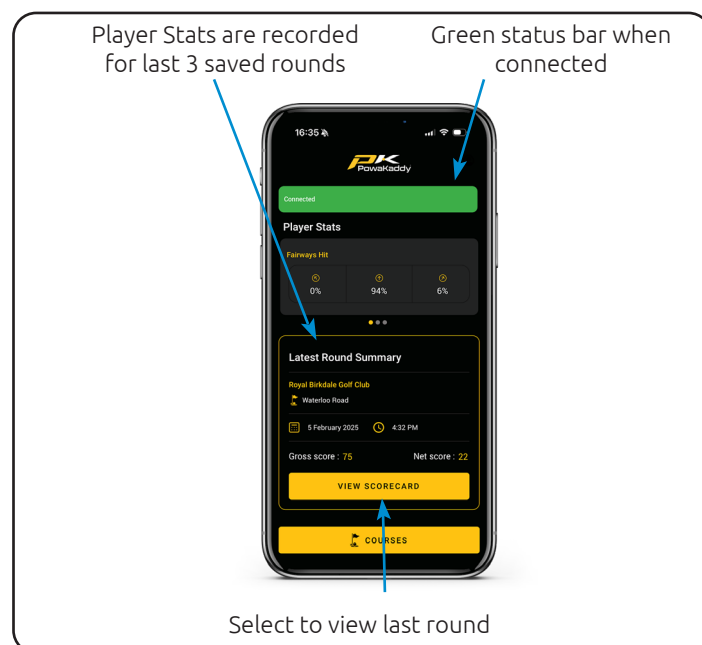 Player Stats are recorded
for last 3 saved rounds
Green status bar when
connected
16:35
PK
PowaKaddy
Connected
Player Stats
Fairways Hit
0%
94%
6%
Latest Round Summary
Royal Birkdale Golf Club
Waterloo Road
5 February 2025
4:32 PM
Gross score : 75
Net score : 22
VIEW SCORECARD
COURSES
Select to view last round